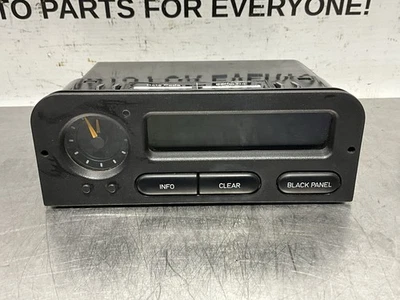 TO PARTS FOR EVERYONE!
INFO
CLEAR
BLACK PANEL